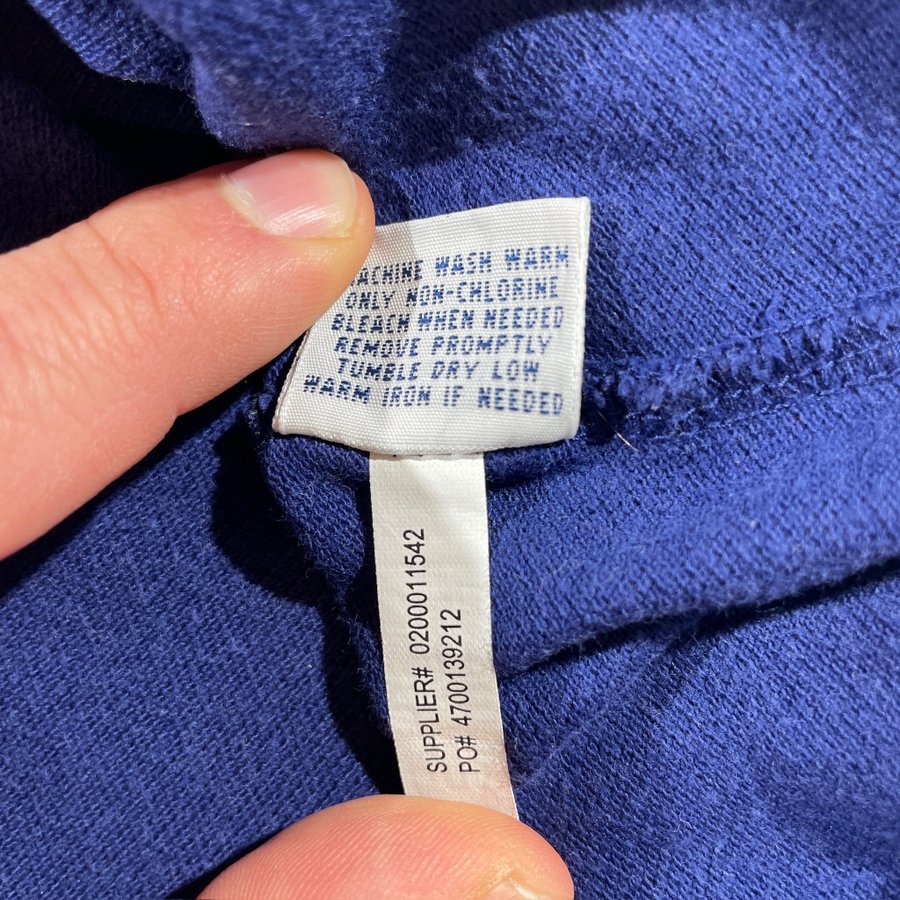 MACHINE WASH WARM
ONLY NON-CHLORINE
BLEACH WHEN NEEDED
REMOVE PROMPTLY
TUMBLE DRY LOW
WARM IRON IF NEEDED
SUPPLIER# 0200011542
PO# 4700139212